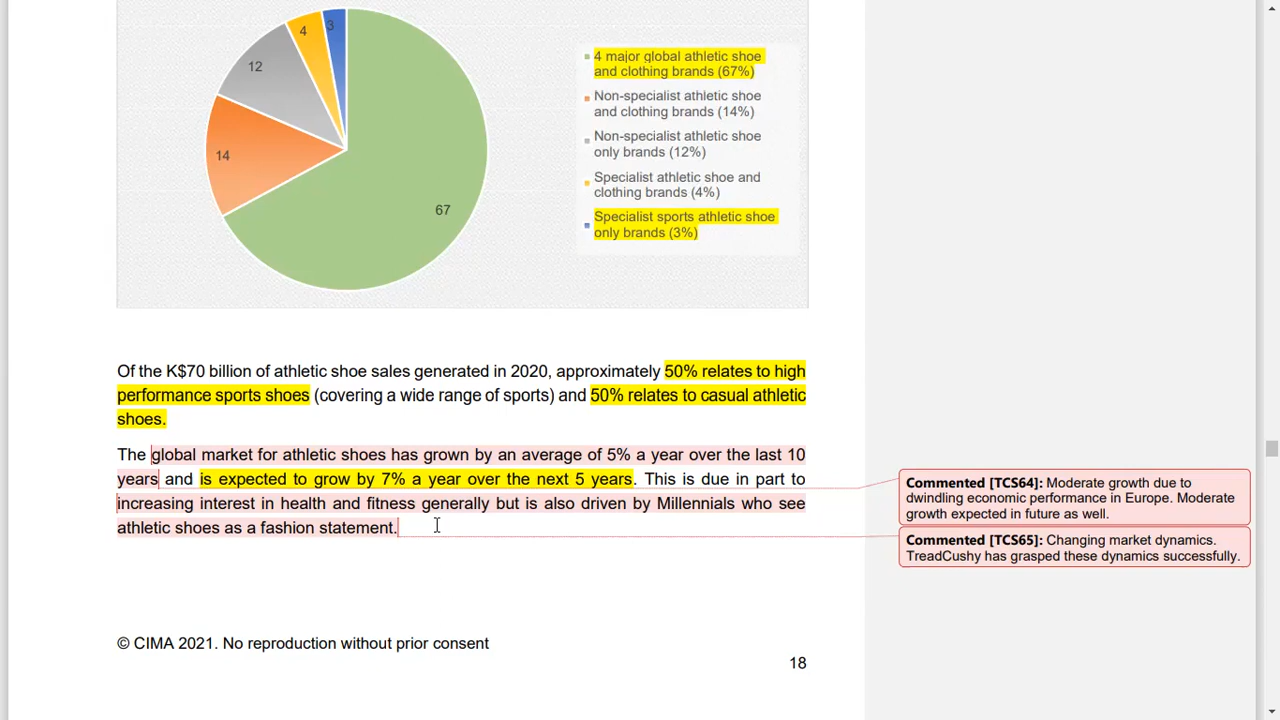 3
4
12
14
67
4 major global athletic shoe
and clothing brands (67%)
Non-specialist athletic shoe
and clothing brands (14%)
Non-specialist athletic shoe
only brands (12%)
Specialist athletic shoe and
clothing brands (4%)
Specialist sports athletic shoe
only brands (3%)
Of the K$70 billion of athletic shoe sales generated in 2020, approximately 50% relates to high
performance sports shoes (covering a wide range of sports) and 50% relates to casual athletic
shoes.
The global market for athletic shoes has grown by an average of 5% a year over the last 10
years and is expected to grow by 7% a year over the next 5 years. This is due in part to
increasing interest in health and fitness generally but is also driven by Millennials who see
athletic shoes as a fashion statement.
Commented [TCS64]: Moderate growth due to
dwindling economic performance in Europe. Moderate
growth expected in future as well.
Commented [TCS65]: Changing market dynamics.
TreadCushy has grasped these dynamics successfully.
© CIMA 2021. No reproduction without prior consent
18